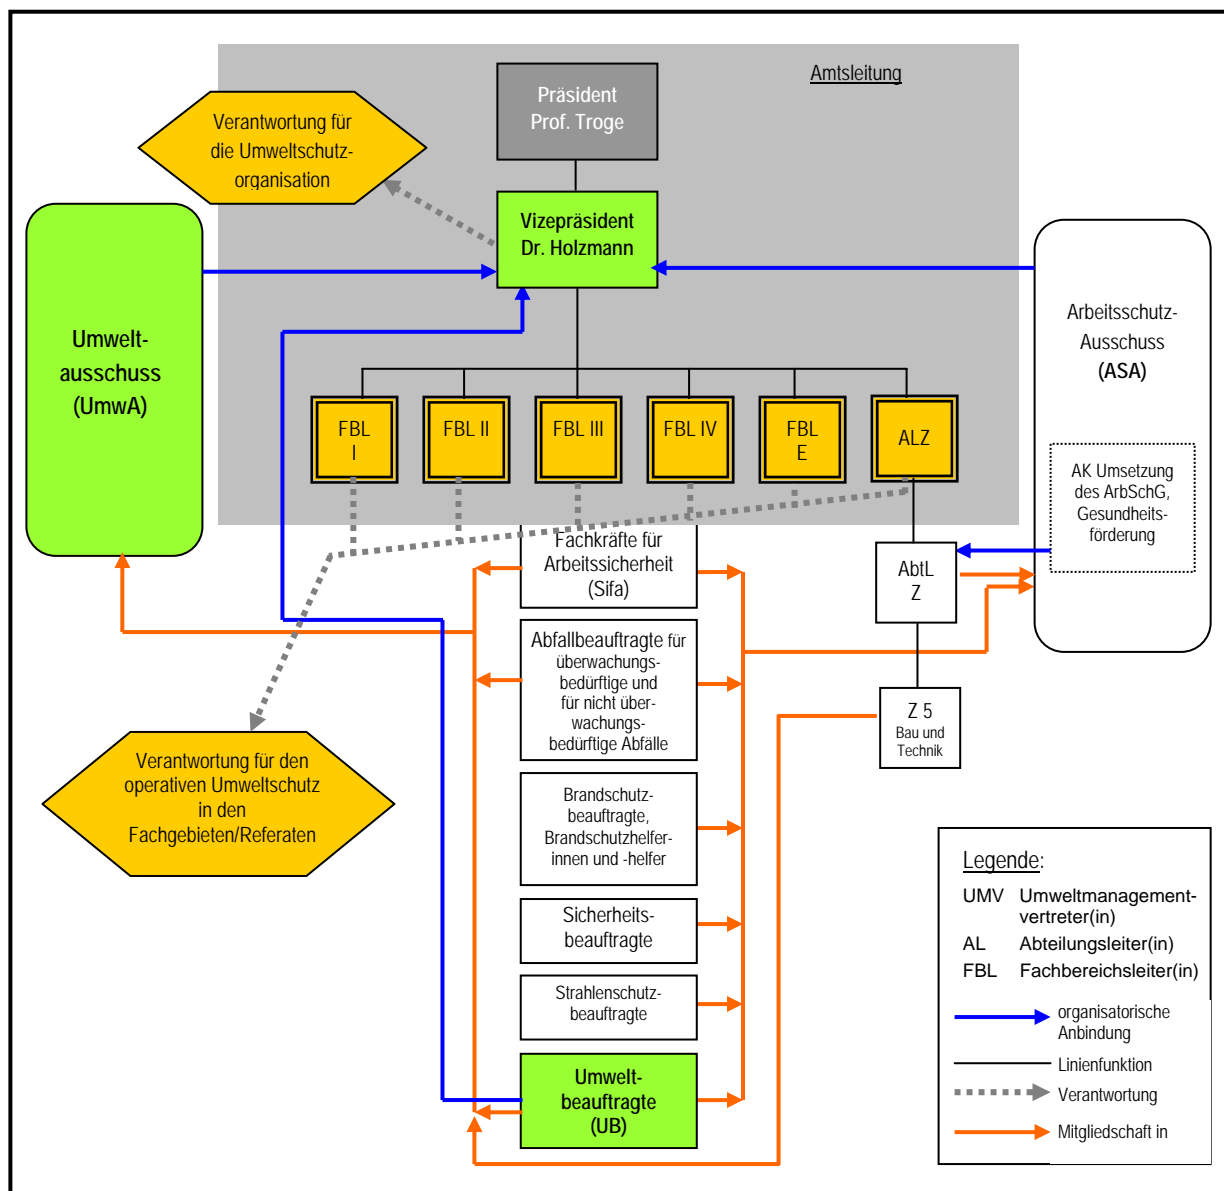 Amtsleitung
Präsident
Prof. Troge
Verantwortung für
die Umweltschutz-
organisation
Vizepräsident
Dr. Holzmann
Umwelt-
ausschuss
(UmwA)
Arbeitsschutz-
Ausschuss
(ASA)
AK Umsetzung
des ArbSchG,
Gesundheits-
förderung
FBL
I
FBL II
FBL III
FBL IV
FBL
E
ALZ
Fachkräfte für
Arbeitssicherheit
(Sifa)
AbtL
Z
Abfallbeauftragte für
überwachungs-
bedürftige und
für nicht über-
wachungs-
bedürftige Abfälle
Z 5
Bau und
Technik
Verantwortung für den
operativen Umweltschutz
in den
Fachgebieten/Referaten
Brandschutz-
beauftragte,
Brandschutzhelfer-
innen und -helfer
Sicherheits-
beauftragte
Strahlenschutz-
beauftragte
Umwelt-
beauftragte
(UB)
Legende:
UMV Umweltmanagement-
vertreter(in)
AL Abteilungsleiter(in)
FBL Fachbereichsleiter(in)
organisatorische
Anbindung
Linienfunktion
Verantwortung
Mitgliedschaft in